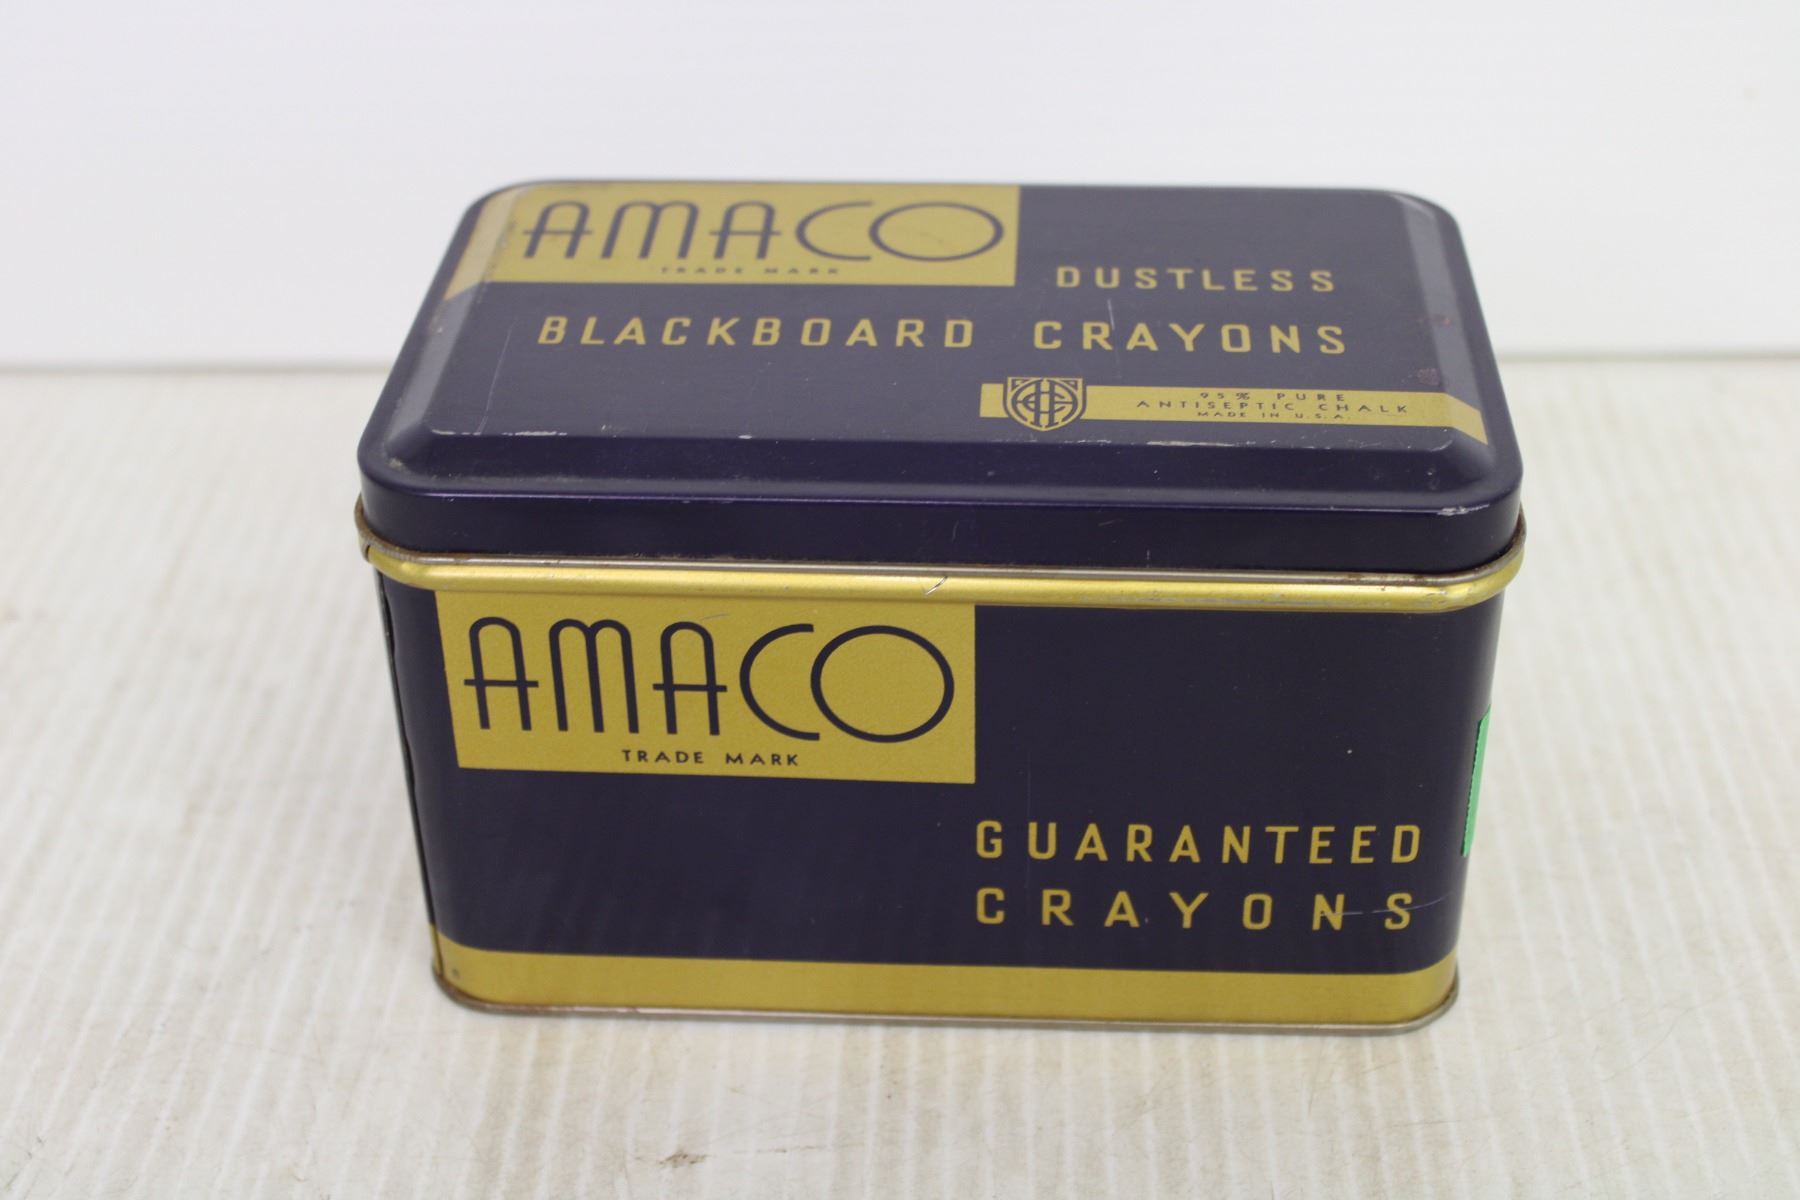 AMACO
TRADE MARK
DUSTLESS
BLACKBOARD CRAYONS
95% PURE
ANTISEPTIC CHALK
MADE IN U.S.A.
AMACO
TRADE MARK
GUARANTEED
CRAYONS